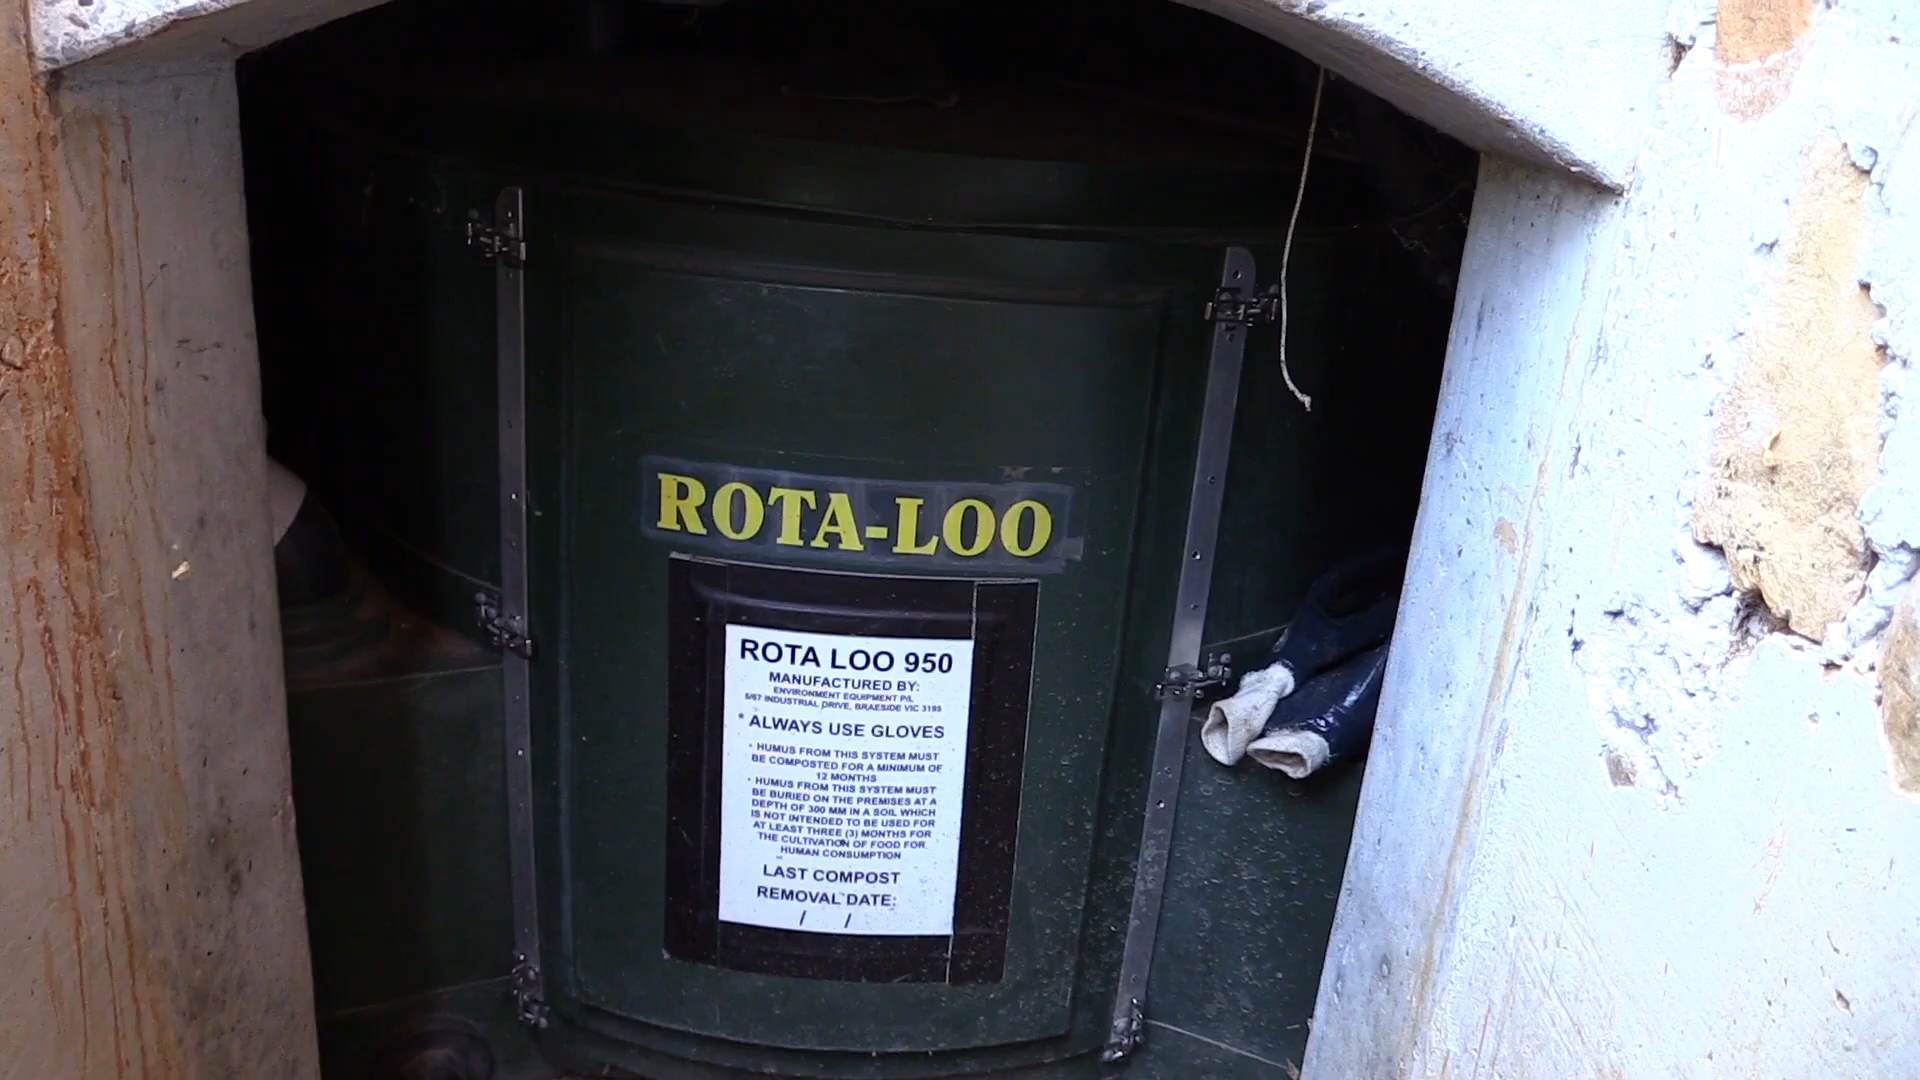 ROTA-LOO
ROTA LOO 950
MANUFACTURED BY:
ENVIRONMENT EQUIPMENT P/L
5/67 INDUSTRIAL DRIVE, BRAESIDE VIC 3195
* ALWAYS USE GLOVES
• HUMUS FROM THIS SYSTEM MUST
BE COMPOSTED FOR A MINIMUM OF
12 MONTHS
• HUMUS FROM THIS SYSTEM MUST
BE BURIED ON THE PREMISES AT A
DEPTH OF 300 MM IN A SOIL WHICH
IS NOT INTENDED TO BE USED FOR
AT LEAST THREE (3) MONTHS FOR
THE CULTIVATION OF FOOD FOR
HUMAN CONSUMPTION
LAST COMPOST
REMOVAL DATE:
/ /